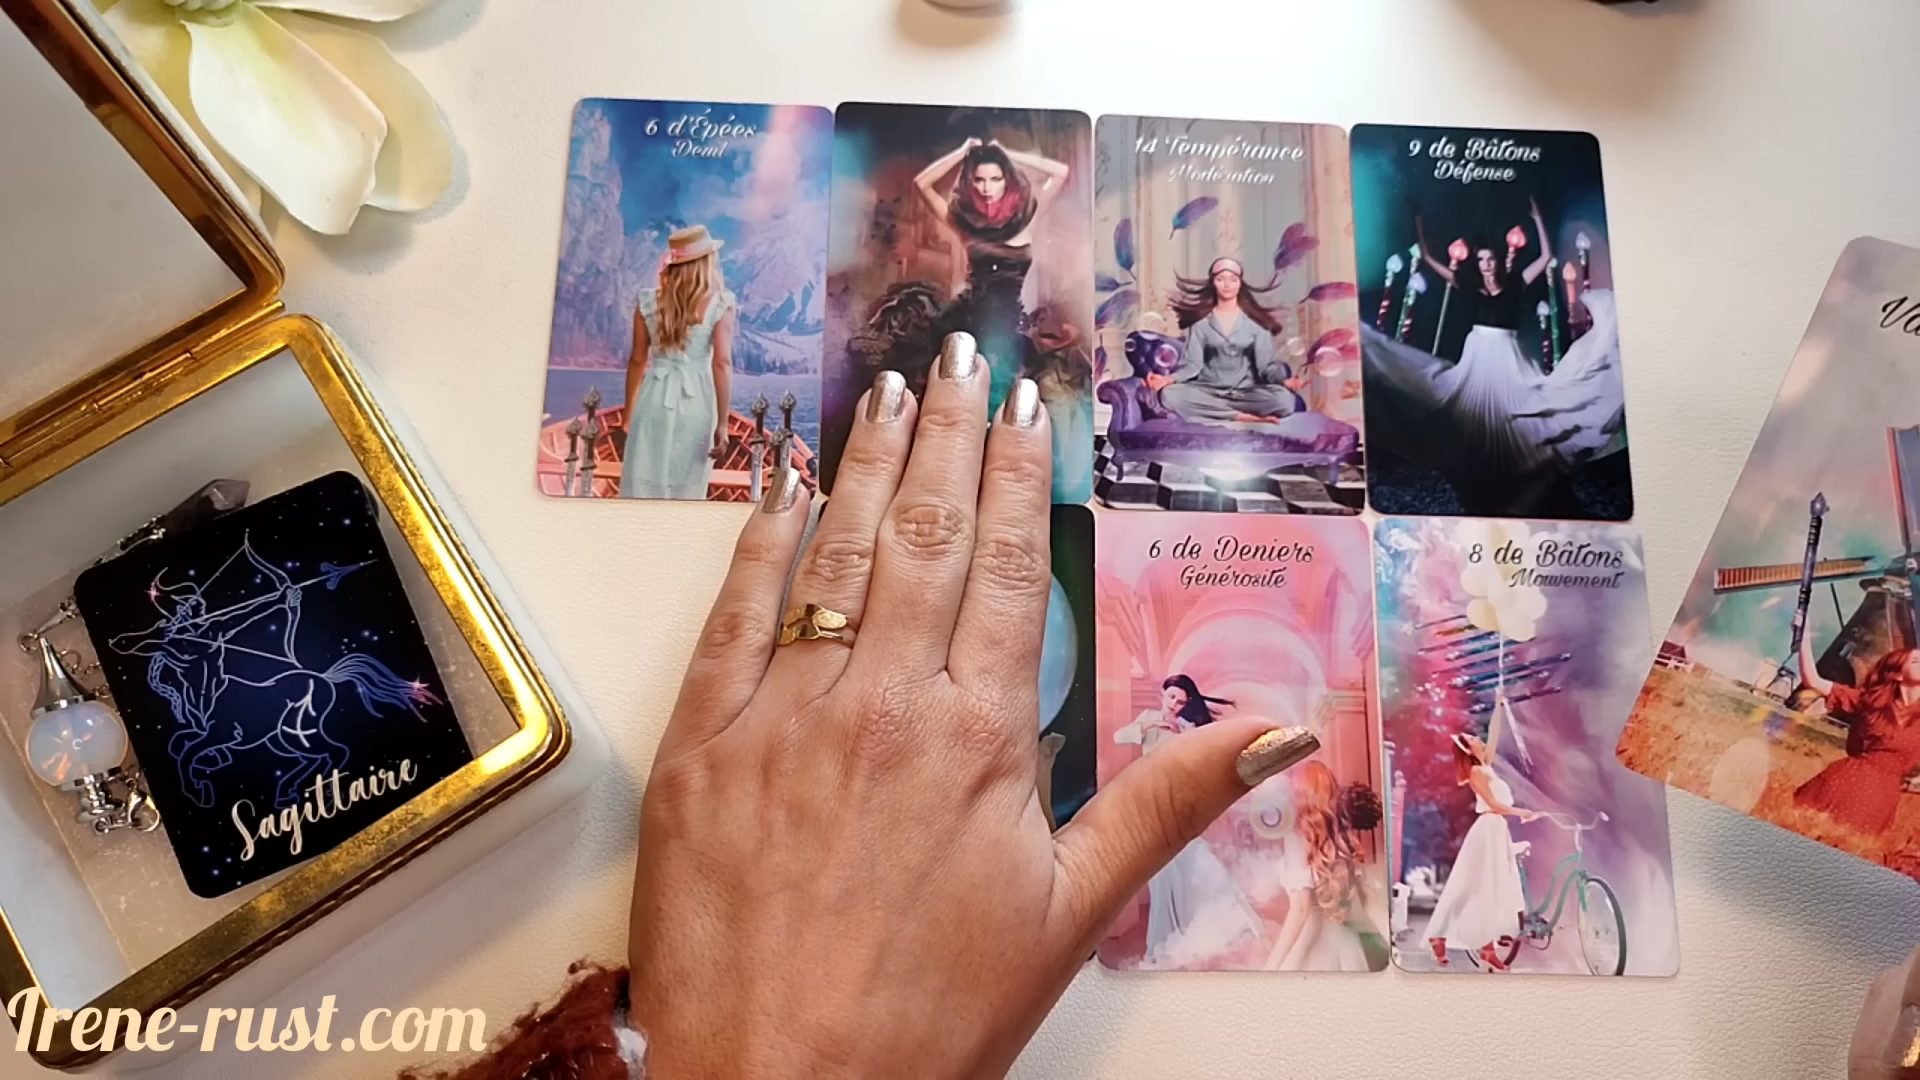 6 d'Épées
Deuil
14 Tempérance
Modération
9 de Bâtons
Défense
6 de Deniers
Générosité
8 de Bâtons
Mouvement
Sagittaire
Irene-rust.com